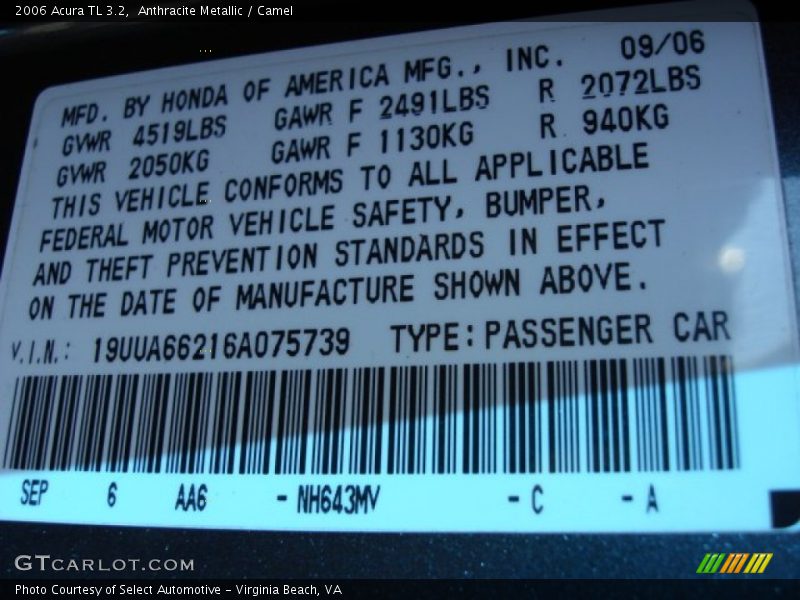 2006 Acura TL 3.2,  Anthracite Metallic / Camel
MFD. BY HONDA OF AMERICA MFG., INC. 09/06
GVWR 4519LBS GAWR F 2491LBS R 2072LBS
GVWR 2050KG GAWR F 1130KG R 940KG
THIS VEHICLE CONFORMS TO ALL APPLICABLE
FEDERAL MOTOR VEHICLE SAFETY, BUMPER,
AND THEFT PREVENTION STANDARDS IN EFFECT
ON THE DATE OF MANUFACTURE SHOWN ABOVE.
V.I.N.: 19UUA66216A075739 TYPE: PASSENGER CAR
SEP 6 AA6 - NH643MV - C - A
GTCARLOT.COM
Photo Courtesy of Select Automotive - Virginia Beach, VA